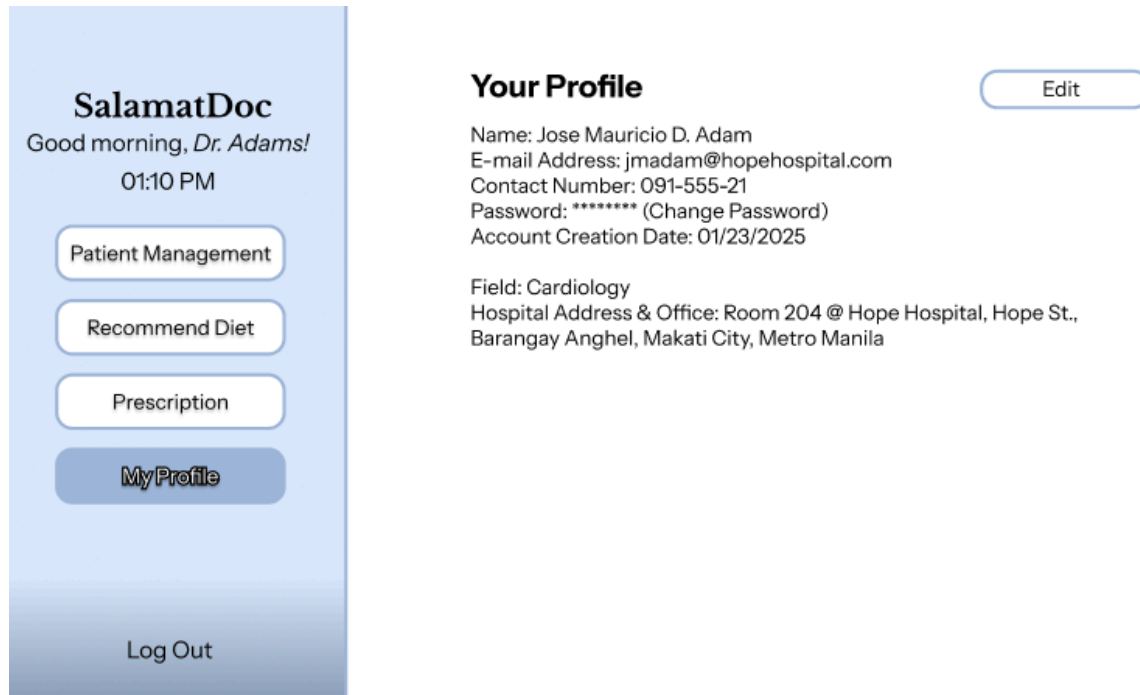 SalamatDoc
Good morning, Dr. Adams!
01:10 PM
Patient Management
Recommend Diet
Prescription
My Profile
Log Out
Your Profile
Edit
Name: Jose Mauricio D. Adam
E-mail Address: jmadam@hopehospital.com
Contact Number: 091-555-21
Password: ******** (Change Password)
Account Creation Date: 01/23/2025
Field: Cardiology
Hospital Address & Office: Room 204 @ Hope Hospital, Hope St.,
Barangay Anghel, Makati City, Metro Manila